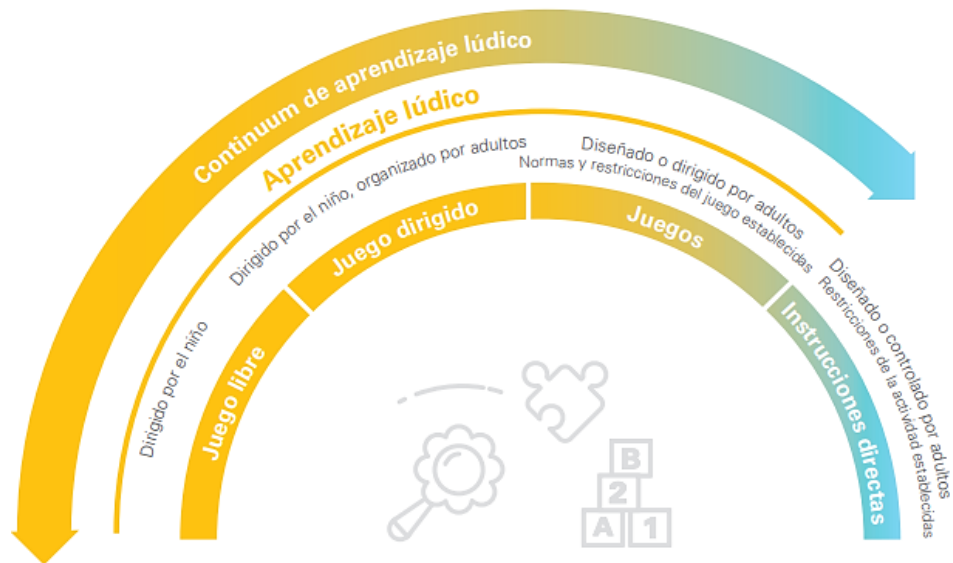 Continuum de aprendizaje lúdico
Aprendizaje lúdico
Dirigido por el niño
Juego libre
Dirigido por el niño, organizado por adultos
Juego dirigido
Diseñado o dirigido por adultos
Normas y restricciones del juego establecidas
Juegos
Diseñado o controlado por adultos
Restricciones de la actividad establecidas
Instrucciones directas
B
2
A 1